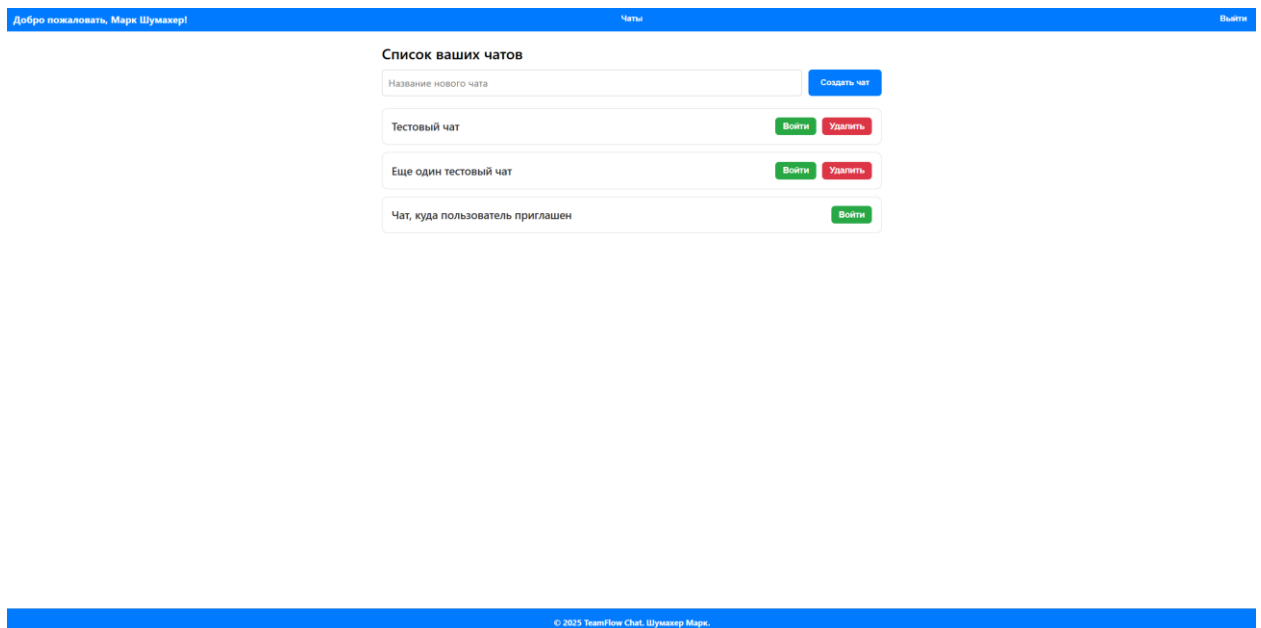 Добро пожаловать, Марк Шумахер! Чаты Выйти
Список ваших чатов
Название нового чата Создать чат
Тестовый чат Войти Удалить
Еще один тестовый чат Войти Удалить
Чат, куда пользователь приглашен Войти
© 2025 TeamFlow Chat. Шумахер Марк.